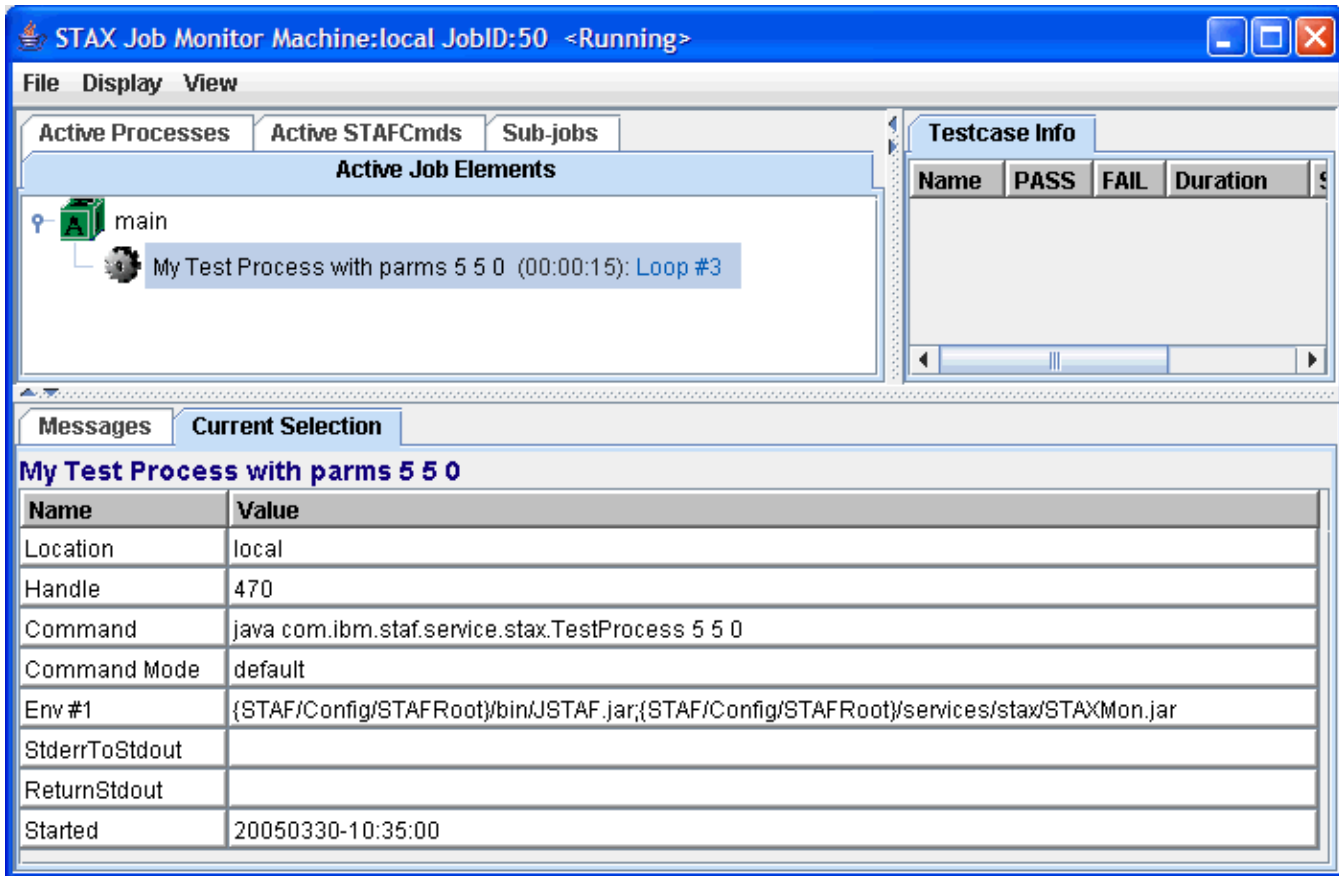 STAX Job Monitor Machine:local JobID:50 <Running>
File Display View
Active Processes Active STAFCmds Sub-jobs
Active Job Elements
main
My Test Process with parms 5 5 0 (00:00:15): Loop #3
Testcase Info
Name PASS FAIL Duration
Messages Current Selection
My Test Process with parms 5 5 0
Name Value
Location local
Handle 470
Command java com.ibm.staf.service.stax.TestProcess 5 5 0
Command Mode default
Env #1 {STAF/Config/STAFRoot}/bin/JSTAF.jar;{STAF/Config/STAFRoot}/services/stax/STAXMon.jar
StderrToStdout
ReturnStdout
Started 20050330-10:35:00